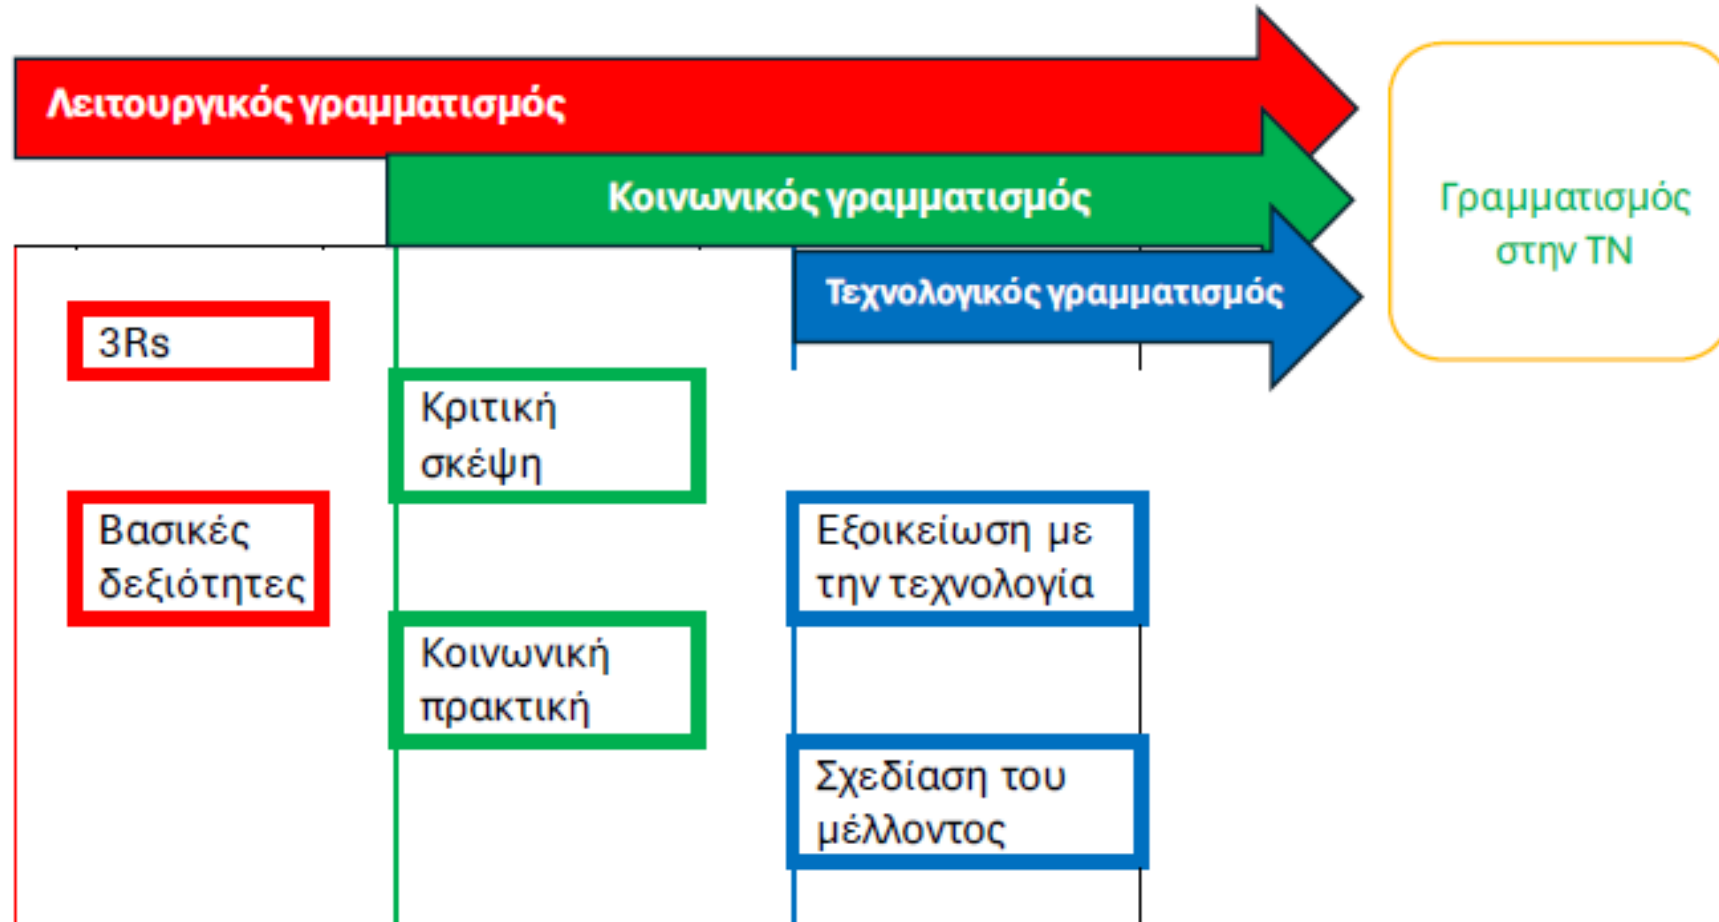 Λειτουργικός γραμματισμός
Κοινωνικός γραμματισμός
Τεχνολογικός γραμματισμός
Γραμματισμός
στην ΤΝ
3Rs
Κριτική
σκέψη
Βασικές
δεξιότητες
Εξοικείωση με
την τεχνολογία
Κοινωνική
πρακτική
Σχεδίαση του
μέλλοντος